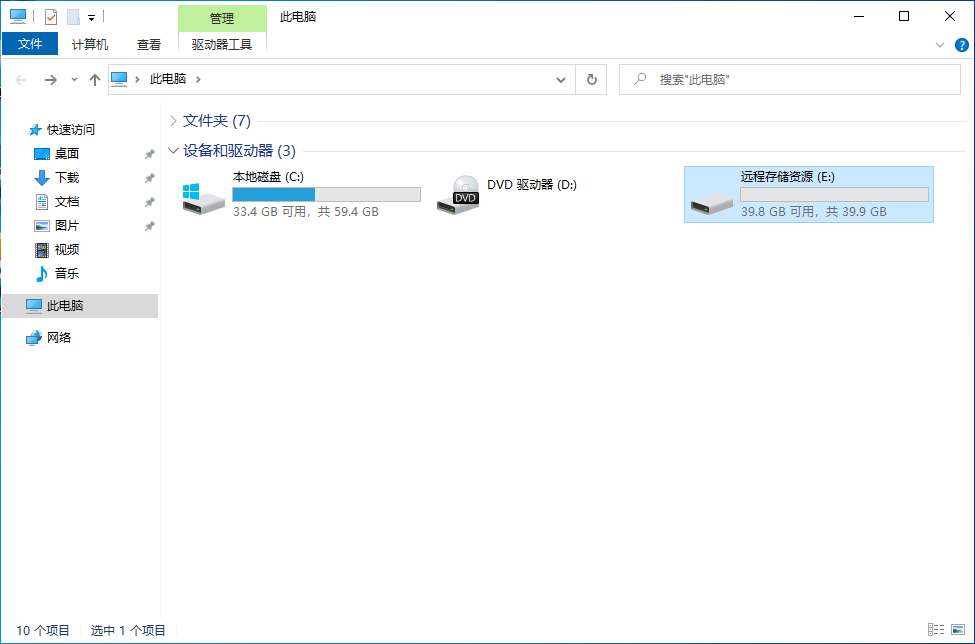 管理
此电脑
文件
计算机
查看
驱动器工具
此电脑
搜索"此电脑"
快速访问
桌面
下载
文档
图片
视频
音乐
此电脑
网络
文件夹 (7)
设备和驱动器 (3)
本地磁盘 (C:)
33.4 GB 可用，共 59.4 GB
DVD
DVD 驱动器 (D:)
远程存储资源 (E:)
39.8 GB 可用，共 39.9 GB
10 个项目
选中 1 个项目